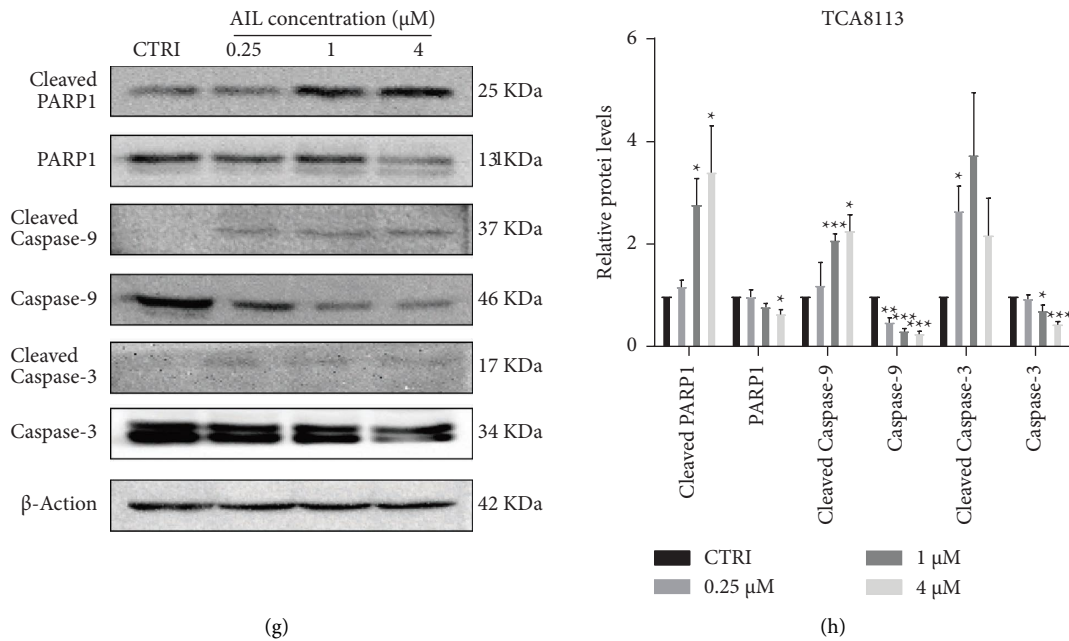 AIL concentration (μM)
CTRI 0.25 1 4
Cleaved
PARP1
25 KDa
PARP1
131KDa
Cleaved
Caspase-9
37 KDa
Caspase-9
46 KDa
Cleaved
Caspase-3
17 KDa
Caspase-3
34 KDa
β-Action
42 KDa
(g)
TCA8113
Relative protei levels
6
4
2
0
*
*
*
***
*
**
***
***
*
*
***
Cleaved PARP1
PARP1
Cleaved Caspase-9
Caspase-9
Cleaved Caspase-3
Caspase-3
CTRI
0.25 μM
1 μM
4 μM
(h)